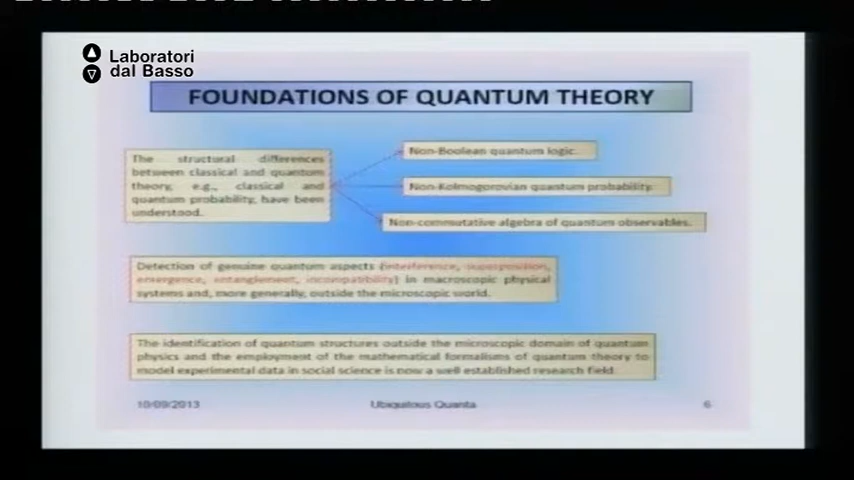 Laboratori
dal Basso
FOUNDATIONS OF QUANTUM THEORY
The structural differences
between classical and quantum
theory, e.g., classical and
quantum probability, have been
understood.
Non-Boolean quantum logic.
Non-Kolmogorovian quantum probability.
Non-commutative algebra of quantum observables.
Detection of genuine quantum aspects (interference, superposition,
emergence, entanglement, incompatibility) in macroscopic physical
systems and, more generally, outside the microscopic world.
The identification of quantum structures outside the microscopic domain of quantum
physics and the employment of the mathematical formalisms of quantum theory to
model experimental data in social science is now a well established research field.
10/09/2013
Ubiquitous Quanta
6